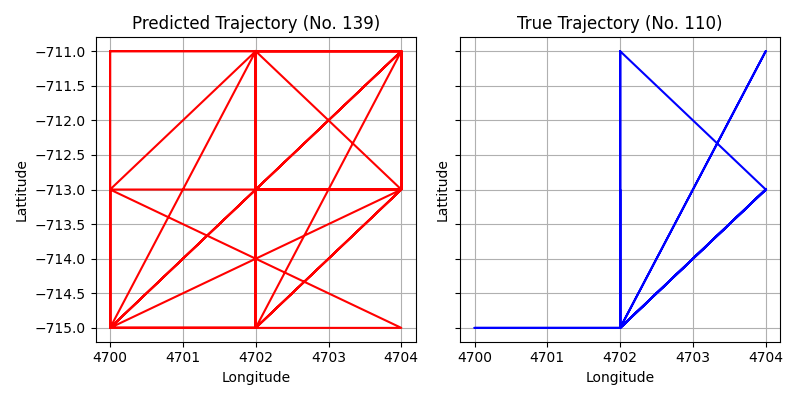 Predicted Trajectory (No. 139)
True Trajectory (No. 110)
−711.0
−711.5
−712.0
−712.5
−713.0
−713.5
−714.0
−714.5
−715.0
Lattitude
Lattitude
4700 4701 4702 4703 4704
4700 4701 4702 4703 4704
Longitude
Longitude